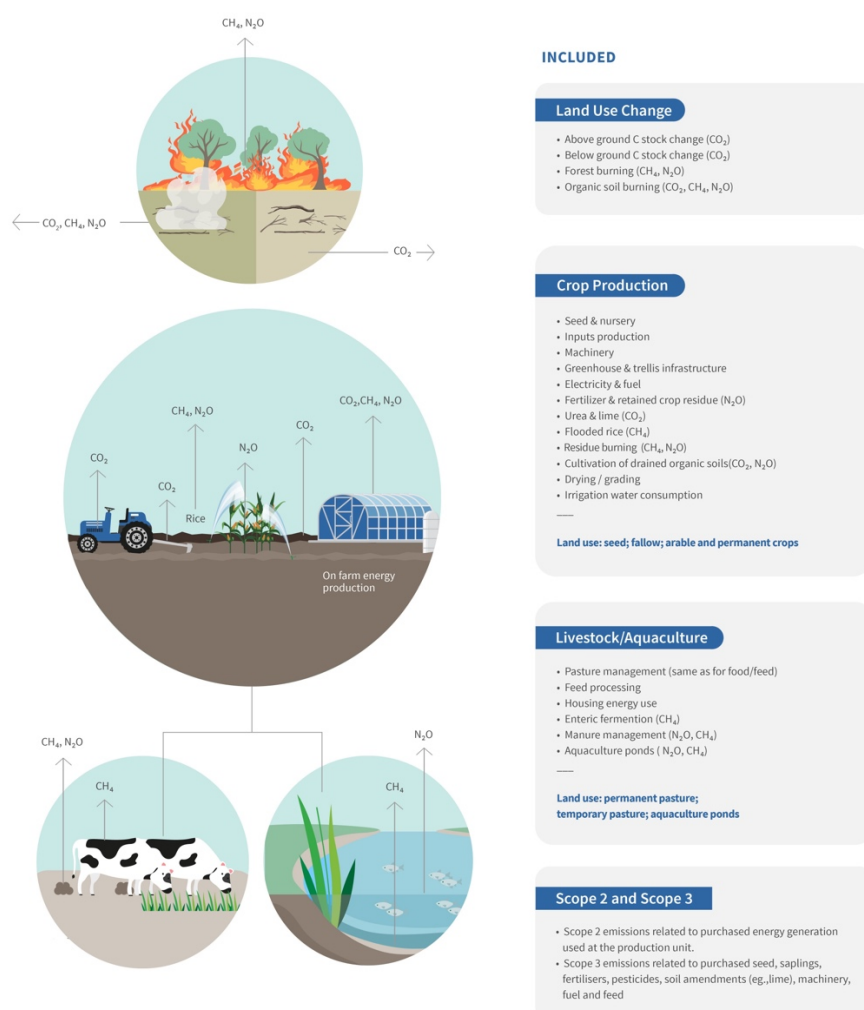 CH₄, N₂O
CO₂, CH₄, N₂O
CO₂
CO₂,CH₄, N₂O
CH₄, N₂O
CO₂
N₂O
CO₂
CO₂
Rice
On farm energy
production
CH₄, N₂O
N₂O
CH₄
CH₄
INCLUDED
Land Use Change
• Above ground C stock change (CO₂)
• Below ground C stock change (CO₂)
• Forest burning (CH₄, N₂O)
• Organic soil burning (CO₂, CH₄, N₂O)
Crop Production
• Seed & nursery
• Inputs production
• Machinery
• Greenhouse & trellis infrastructure
• Electricity & fuel
• Fertilizer & retained crop residue (N₂O)
• Urea & lime (CO₂)
• Flooded rice (CH₄)
• Residue burning (CH₄, N₂O)
• Cultivation of drained organic soils(CO₂, N₂O)
• Drying / grading
• Irrigation water consumption
Land use: seed; fallow; arable and permanent crops
Livestock/Aquaculture
• Pasture management (same as for food/feed)
• Feed processing
• Housing energy use
• Enteric fermention (CH₄)
• Manure management (N₂O, CH₄)
• Aquaculture ponds ( N₂O, CH₄)
Land use: permanent pasture;
temporary pasture; aquaculture ponds
Scope 2 and Scope 3
• Scope 2 emissions related to purchased energy generation
used at the production unit.
• Scope 3 emissions related to purchased seed, saplings,
fertilisers, pesticides, soil amendments (eg.,lime), machinery,
fuel and feed